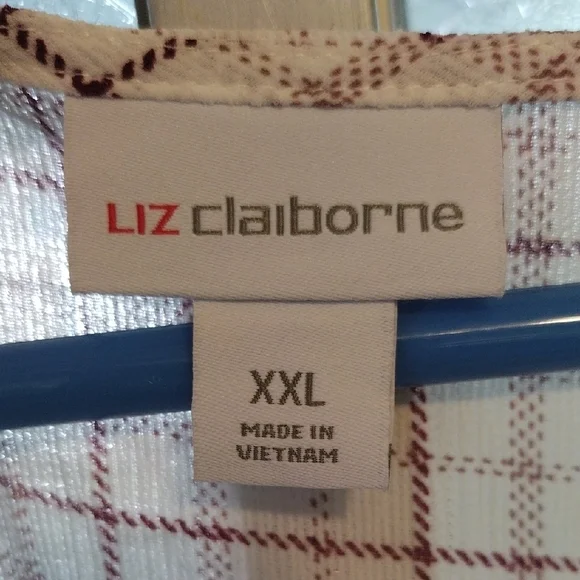 LIZ claiborne
XXL
MADE IN
VIETNAM